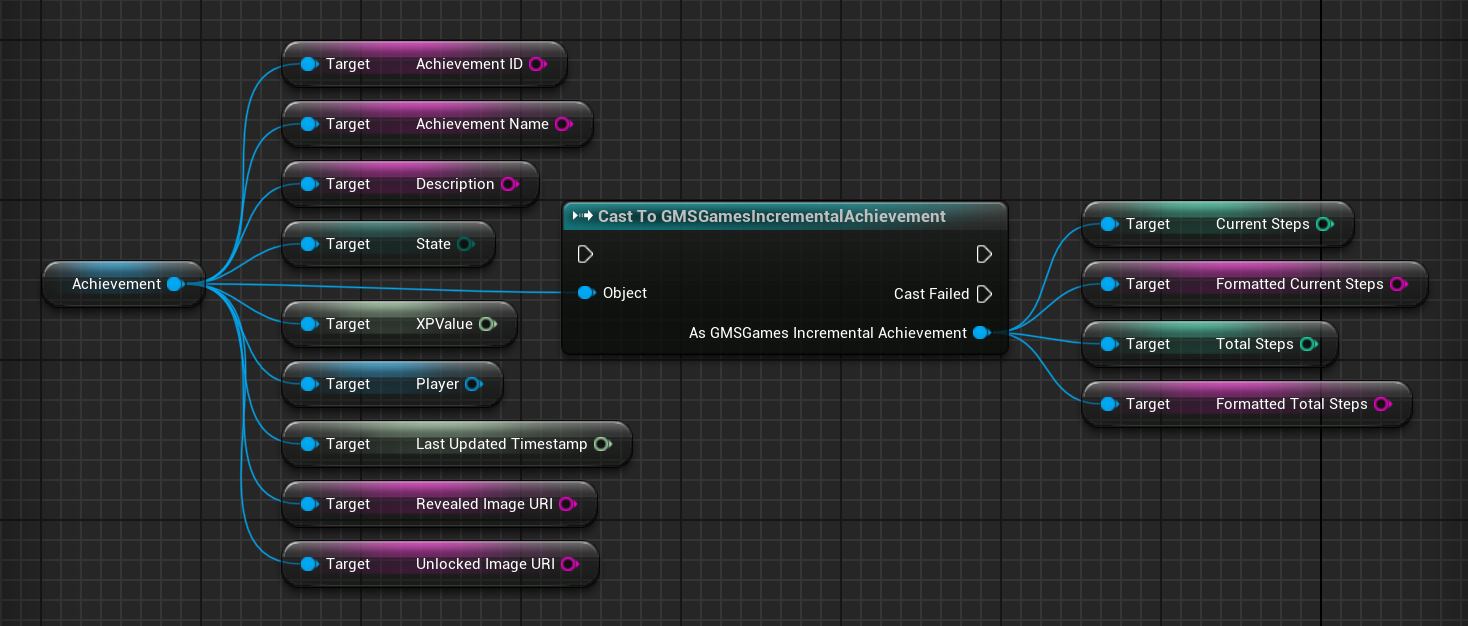 Target Achievement ID
Target Achievement Name
Target Description
Target State
Achievement
Target XPValue
Target Player
Target Last Updated Timestamp
Target Revealed Image URI
Target Unlocked Image URI
Cast To GMSGamesIncrementalAchievement
Object
Cast Failed
As GMSGames Incremental Achievement
Target Current Steps
Target Formatted Current Steps
Target Total Steps
Target Formatted Total Steps